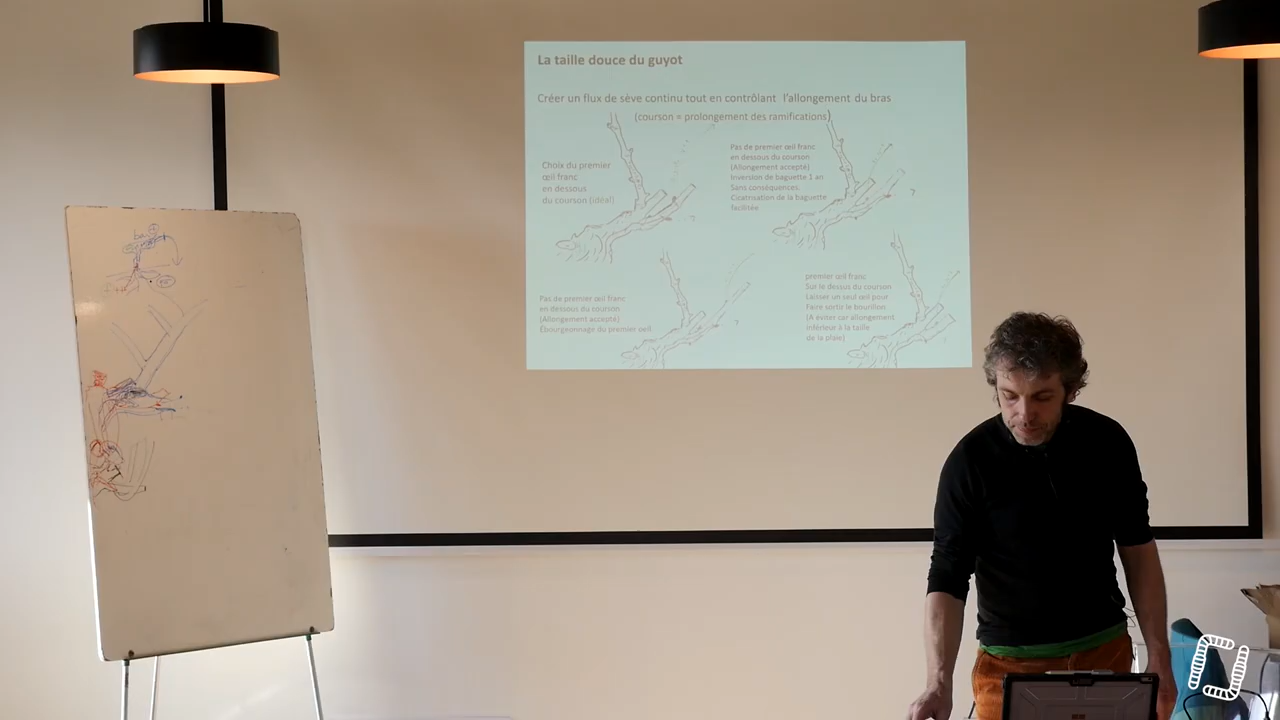 La taille douce du guyot
Créer un flux de sève continu tout en contrôlant l'allongement du bras
(courson = prolongement des ramifications)
Choix du premier
œil franc
en dessous
du courson (idéal)
Pas de premier œil franc
en dessous du courson
(Allongement accepté)
Inversion de baguette 1 an
Sans conséquences.
Cicatrisation de la baguette
facilitée
?
?
Pas de premier œil franc
en dessous du courson
(Allongement accepté)
Ébourgeonnage du premier œil
?
premier œil franc
Sur le dessus du courson
Laisser un seul œil pour
Faire sortir le bourillon
(A eviter car allongement
inférieur à la taille
de la plaie)